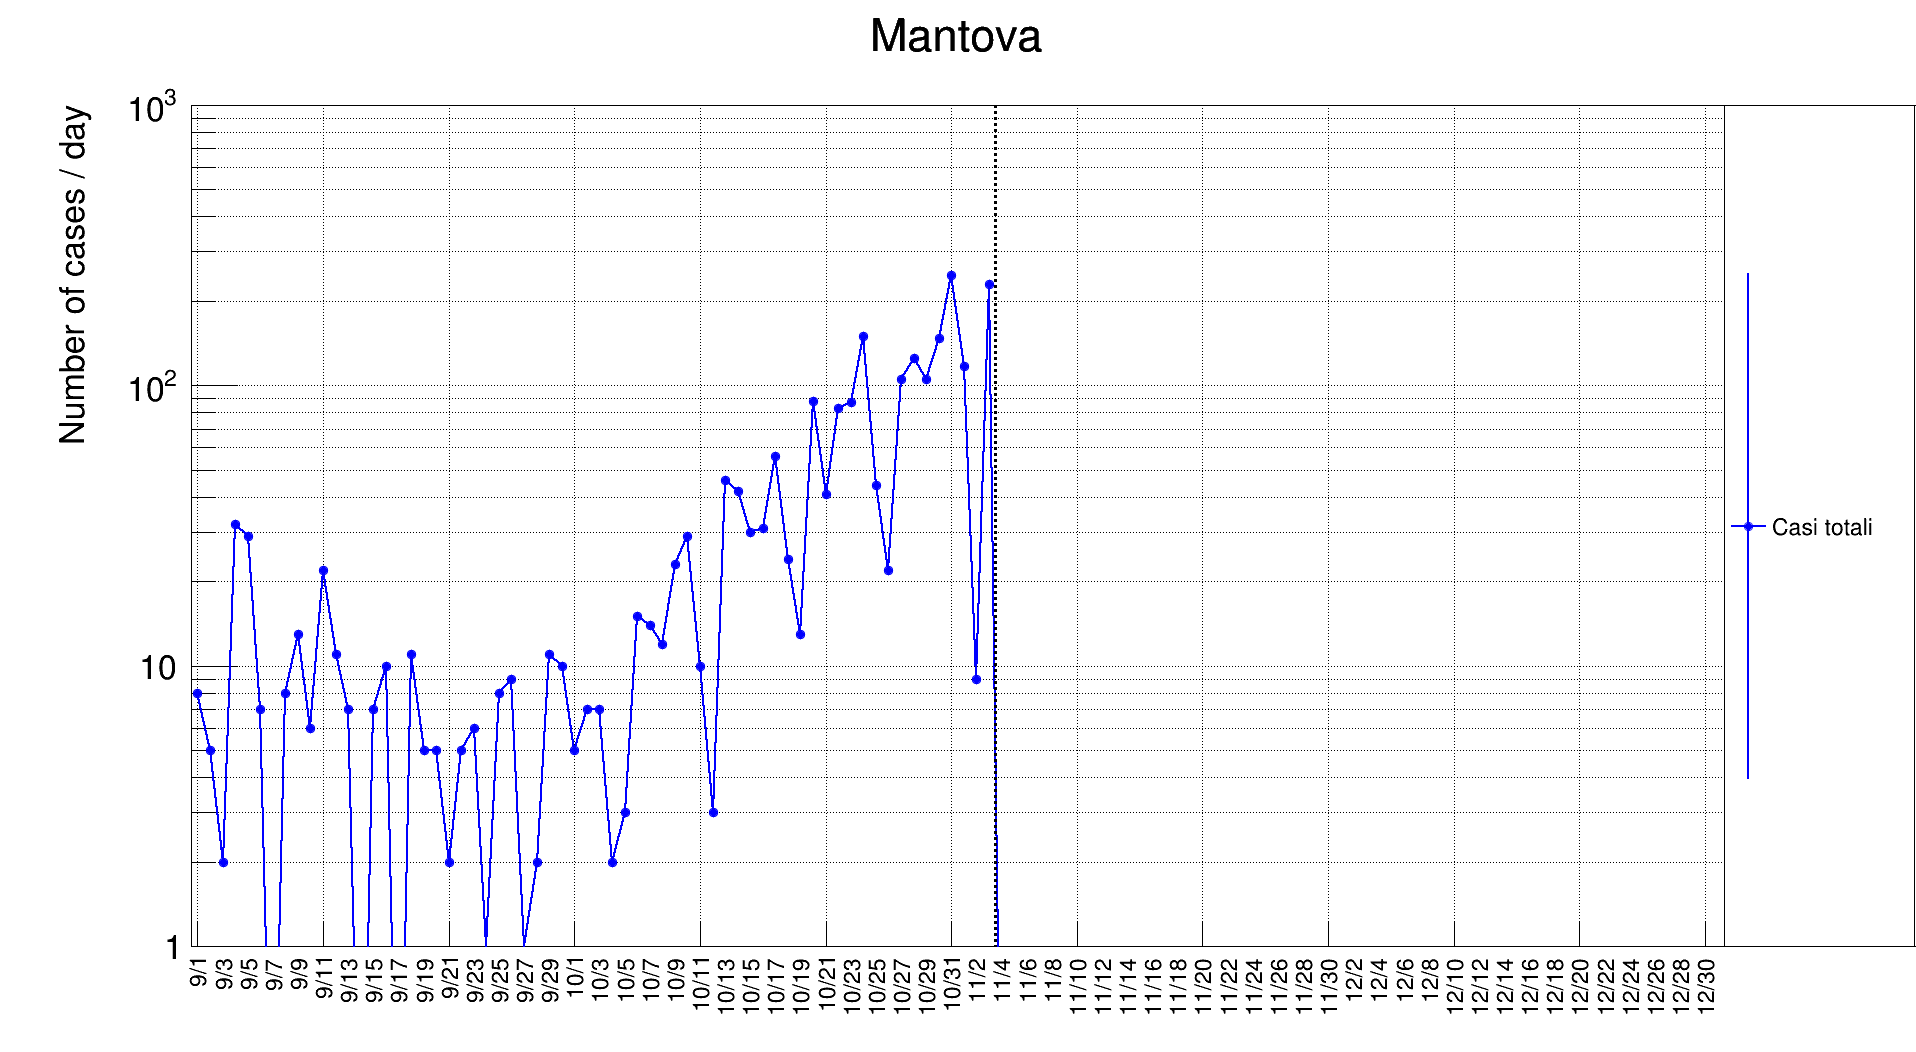 Mantova
Number of cases / day
10³
10²
10
1
9/1 9/3 9/5 9/7 9/9 9/11 9/13 9/15 9/17 9/19 9/21 9/23 9/25 9/27 9/29 10/1 10/3 10/5 10/7 10/9 10/11 10/13 10/15 10/17 10/19 10/21 10/23 10/25 10/27 10/29 10/31 11/2 11/4 11/6 11/8 11/10 11/12 11/14 11/16 11/18 11/20 11/22 11/24 11/26 11/28 11/30 12/2 12/4 12/6 12/8 12/10 12/12 12/14 12/16 12/18 12/20 12/22 12/24 12/26 12/28 12/30
Casi totali